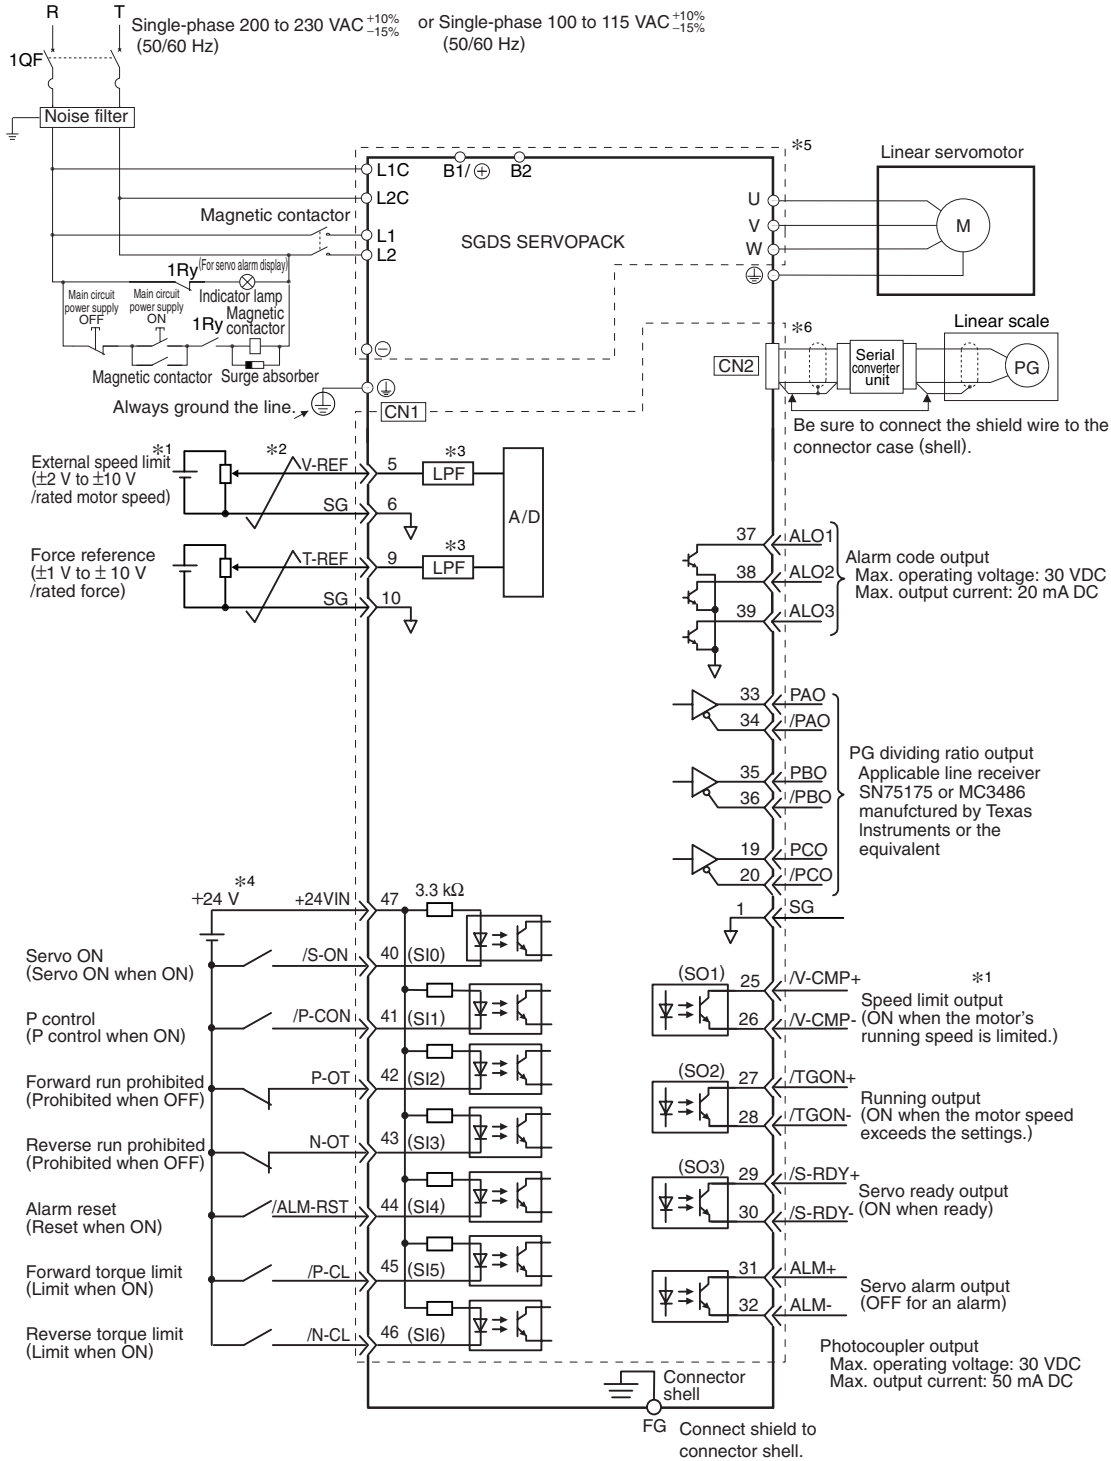 R T
Single-phase 200 to 230 VAC +10% −15% or Single-phase 100 to 115 VAC +10% −15%
(50/60 Hz) (50/60 Hz)
1QF
Noise filter
L1C
L2C
Magnetic contactor
L1
L2
B1/⊕ B2
*5
SGDS SERVOPACK
U
V
W
Linear servomotor
M
1Ry
(For servo alarm display)
Indicator lamp
Main circuit
power supply
OFF
Main circuit
power supply
ON
1Ry
Magnetic
contactor
Magnetic contactor
Surge absorber
⊖
Always ground the line.
CN1
*6
CN2
Linear scale
Serial
converter
unit
PG
Be sure to connect the shield wire to the
connector case (shell).
*1
External speed limit
(±2 V to ±10 V
/rated motor speed)
*2
V-REF 5
*3
LPF
SG 6
A/D
Force reference
(±1 V to ± 10 V
/rated force)
T-REF 9
*3
LPF
SG 10
37 ALO1
38 ALO2
39 ALO3
Alarm code output
Max. operating voltage: 30 VDC
Max. output current: 20 mA DC
33 PAO
34 /PAO
35 PBO
36 /PBO
19 PCO
20 /PCO
PG dividing ratio output
Applicable line receiver
SN75175 or MC3486
manufctured by Texas
Instruments or the
equivalent
1 SG
*4
+24 V
+24VIN 47
3.3 kΩ
Servo ON
(Servo ON when ON)
/S-ON 40 (SI0)
P control
(P control when ON)
/P-CON 41 (SI1)
Forward run prohibited
(Prohibited when OFF)
P-OT 42 (SI2)
Reverse run prohibited
(Prohibited when OFF)
N-OT 43 (SI3)
Alarm reset
(Reset when ON)
/ALM-RST 44 (SI4)
Forward torque limit
(Limit when ON)
/P-CL 45 (SI5)
Reverse torque limit
(Limit when ON)
/N-CL 46 (SI6)
(SO1)
25 /V-CMP+
26 /V-CMP-
*1
Speed limit output
(ON when the motor's
running speed is limited.)
(SO2)
27 /TGON+
28 /TGON-
Running output
(ON when the motor speed
exceeds the settings.)
(SO3)
29 /S-RDY+
30 /S-RDY-
Servo ready output
(ON when ready)
31 ALM+
32 ALM-
Servo alarm output
(OFF for an alarm)
Photocoupler output
Max. operating voltage: 30 VDC
Max. output current: 50 mA DC
Connector
shell
FG
Connect shield to
connector shell.